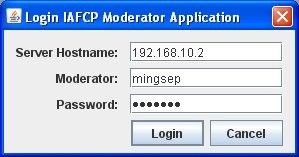 Login IAFCP Moderator Application
Server Hostname: 192.168.10.2
Moderator: mingsep
Password: •••••••
Login Cancel